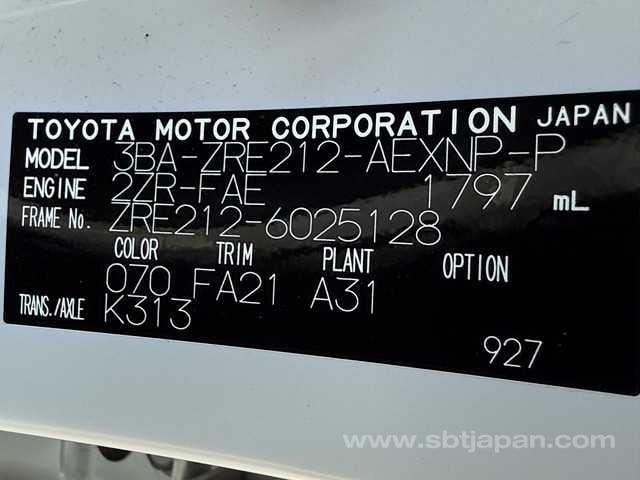 TOYOTA MOTOR CORPORATION JAPAN
MODEL 3BA-ZRE212-AEXNP-P
ENGINE 2ZR-FAE 1797 mL
FRAME No. ZRE212-6025128
COLOR TRIM PLANT OPTION
070 FA21 A31
TRANS./AXLE K313
927
www.sbtjapan.com